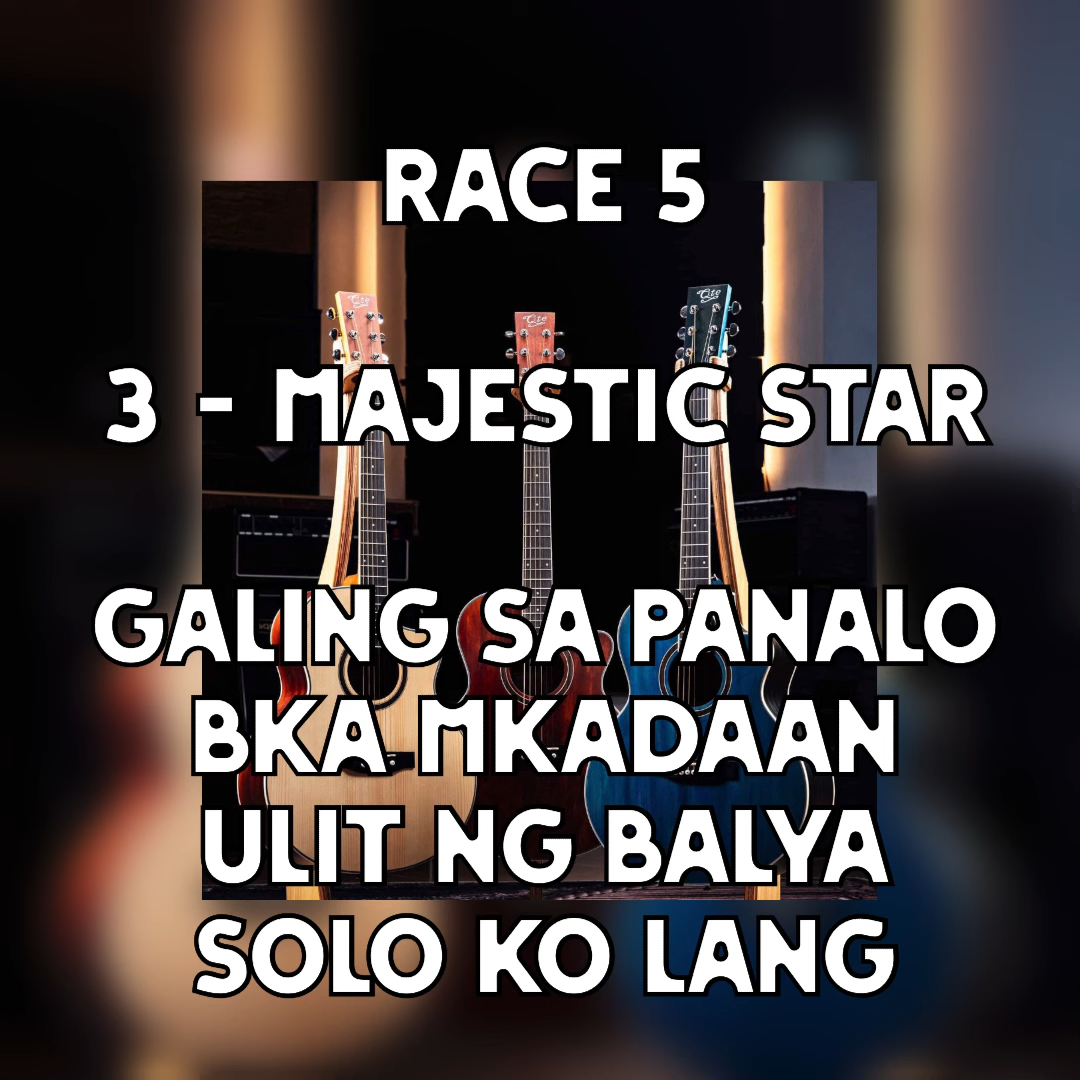 RACE 5
3 - MAJESTIC STAR
GALING SA PANALO
BKA MKADAAN
ULIT NG BALYA
SOLO KO LANG